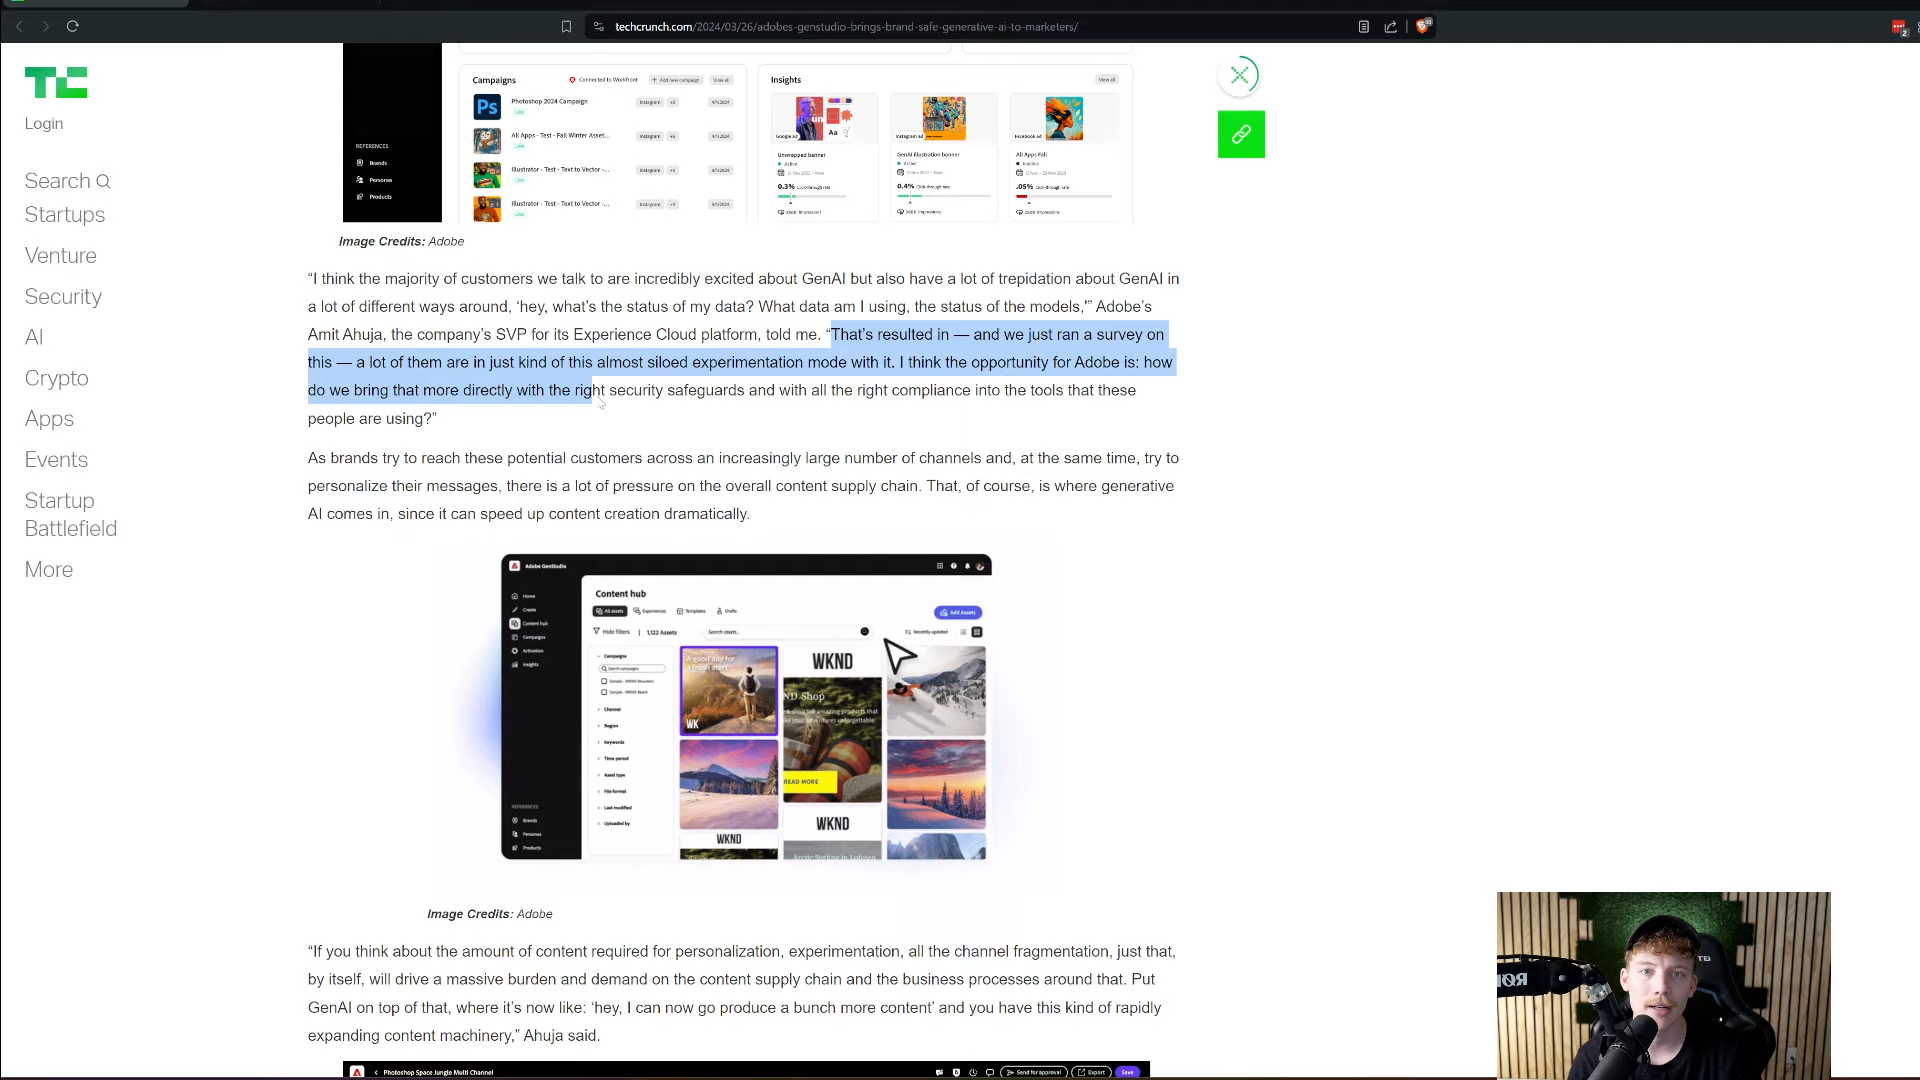 techcrunch.com/2024/03/26/adobes-genstudio-brings-brand-safe-generative-ai-to-marketers/
TC
Login
Search
Startups
Venture
Security
AI
Crypto
Apps
Events
Startup
Battlefield
More
REFERENCES
Brands
Personas
Products
Campaigns
Connected to Workfront
Add new campaign
View all
Ps
Photoshop 2024 Campaign
Instagram +5 4/1/2024
Live
All Apps - Test - Fall Winter Asset...
Live
Illustrator - Test - Text to Vector -...
Live
Illustrator - Test - Text to Vector -...
Live
Insights
View all
Google ad
Aa
Instagram ad
Facebook ad
Unwrapped banner
Active
0.3% Click-through rate
GenAI illustration banner
Active
0.4% Click-through rate
All Apps Fall
Inactive
.05% Click-through rate
Image Credits: Adobe
“I think the majority of customers we talk to are incredibly excited about GenAI but also have a lot of trepidation about GenAI in
a lot of different ways around, ‘hey, what’s the status of my data? What data am I using, the status of the models,’” Adobe’s
Amit Ahuja, the company’s SVP for its Experience Cloud platform, told me. “That’s resulted in — and we just ran a survey on
this — a lot of them are in just kind of this almost siloed experimentation mode with it. I think the opportunity for Adobe is: how
do we bring that more directly with the right security safeguards and with all the right compliance into the tools that these
people are using?”
As brands try to reach these potential customers across an increasingly large number of channels and, at the same time, try to
personalize their messages, there is a lot of pressure on the overall content supply chain. That, of course, is where generative
AI comes in, since it can speed up content creation dramatically.
Adobe GenStudio
Home
Create
Content hub
Campaigns
Activation
Insights
REFERENCES
Brands
Personas
Products
Content hub
All assets
Experiences
Templates
Drafts
Add Assets
Hide filters
1,122 Assets
Search assets..
Recently updated
Campaigns
Search campaigns
Sample - WKND Mountain
Sample - WKND Beach
Channel
Region
Keywords
Time period
Asset type
File format
Last modified
Uploaded by
A good day for
a fresh start
WK
WKND
ND Shop
READ MORE
WKND
WKND
Image Credits: Adobe
“If you think about the amount of content required for personalization, experimentation, all the channel fragmentation, just that,
by itself, will drive a massive burden and demand on the content supply chain and the business processes around that. Put
GenAI on top of that, where it’s now like: ‘hey, I can now go produce a bunch more content’ and you have this kind of rapidly
expanding content machinery,” Ahuja said.
Photoshop Space Jungle Multi Channel
Send for approval
Export
Save